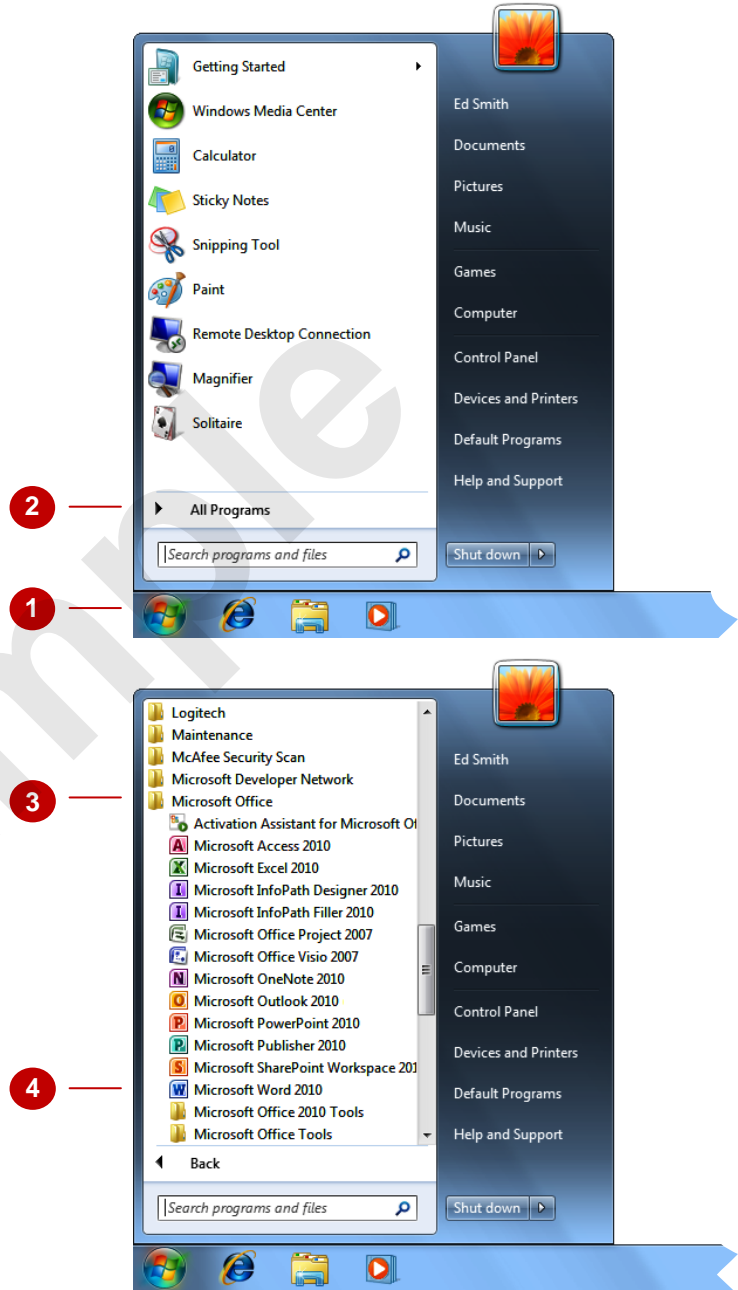 Getting Started
Windows Media Center
Calculator
Sticky Notes
Snipping Tool
Paint
Remote Desktop Connection
Magnifier
Solitaire
2
All Programs
Search programs and files
Ed Smith
Documents
Pictures
Music
Games
Computer
Control Panel
Devices and Printers
Default Programs
Help and Support
Shut down
1
Logitech
Maintenance
McAfee Security Scan
Microsoft Developer Network
3
Microsoft Office
Activation Assistant for Microsoft Of
Microsoft Access 2010
Microsoft Excel 2010
Microsoft InfoPath Designer 2010
Microsoft InfoPath Filler 2010
Microsoft Office Project 2007
Microsoft Office Visio 2007
Microsoft OneNote 2010
Microsoft Outlook 2010
Microsoft PowerPoint 2010
Microsoft Publisher 2010
Microsoft SharePoint Workspace 201
4
Microsoft Word 2010
Microsoft Office 2010 Tools
Microsoft Office Tools
Back
Search programs and files
Ed Smith
Documents
Pictures
Music
Games
Computer
Control Panel
Devices and Printers
Default Programs
Help and Support
Shut down
mple